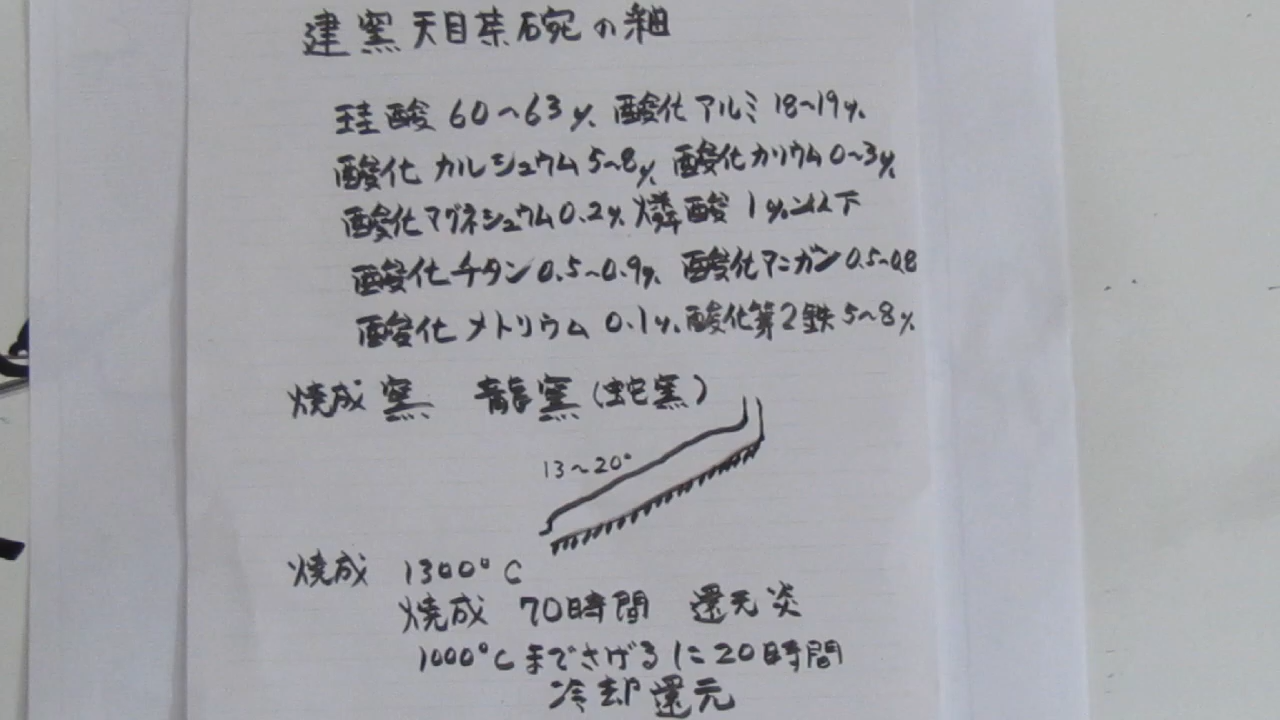 建窯天目茶碗の釉
珪酸 60~63% 酸化アルミ 18~19%
酸化カルシュウム 5~8% 酸化カリウム 0~3%
酸化マグネシュウム 0.2% 燐酸 1%以下
酸化チタン 0.5~0.9% 酸化マンガン 0.5~0.8
酸化ナトリウム 0.1% 酸化第2鉄 5~8%
焼成窯 龍窯(蛇窯)
13~20°
焼成 1300°C
焼成 70時間 還元炎
1000°Cまでさげるに20時間
冷却還元